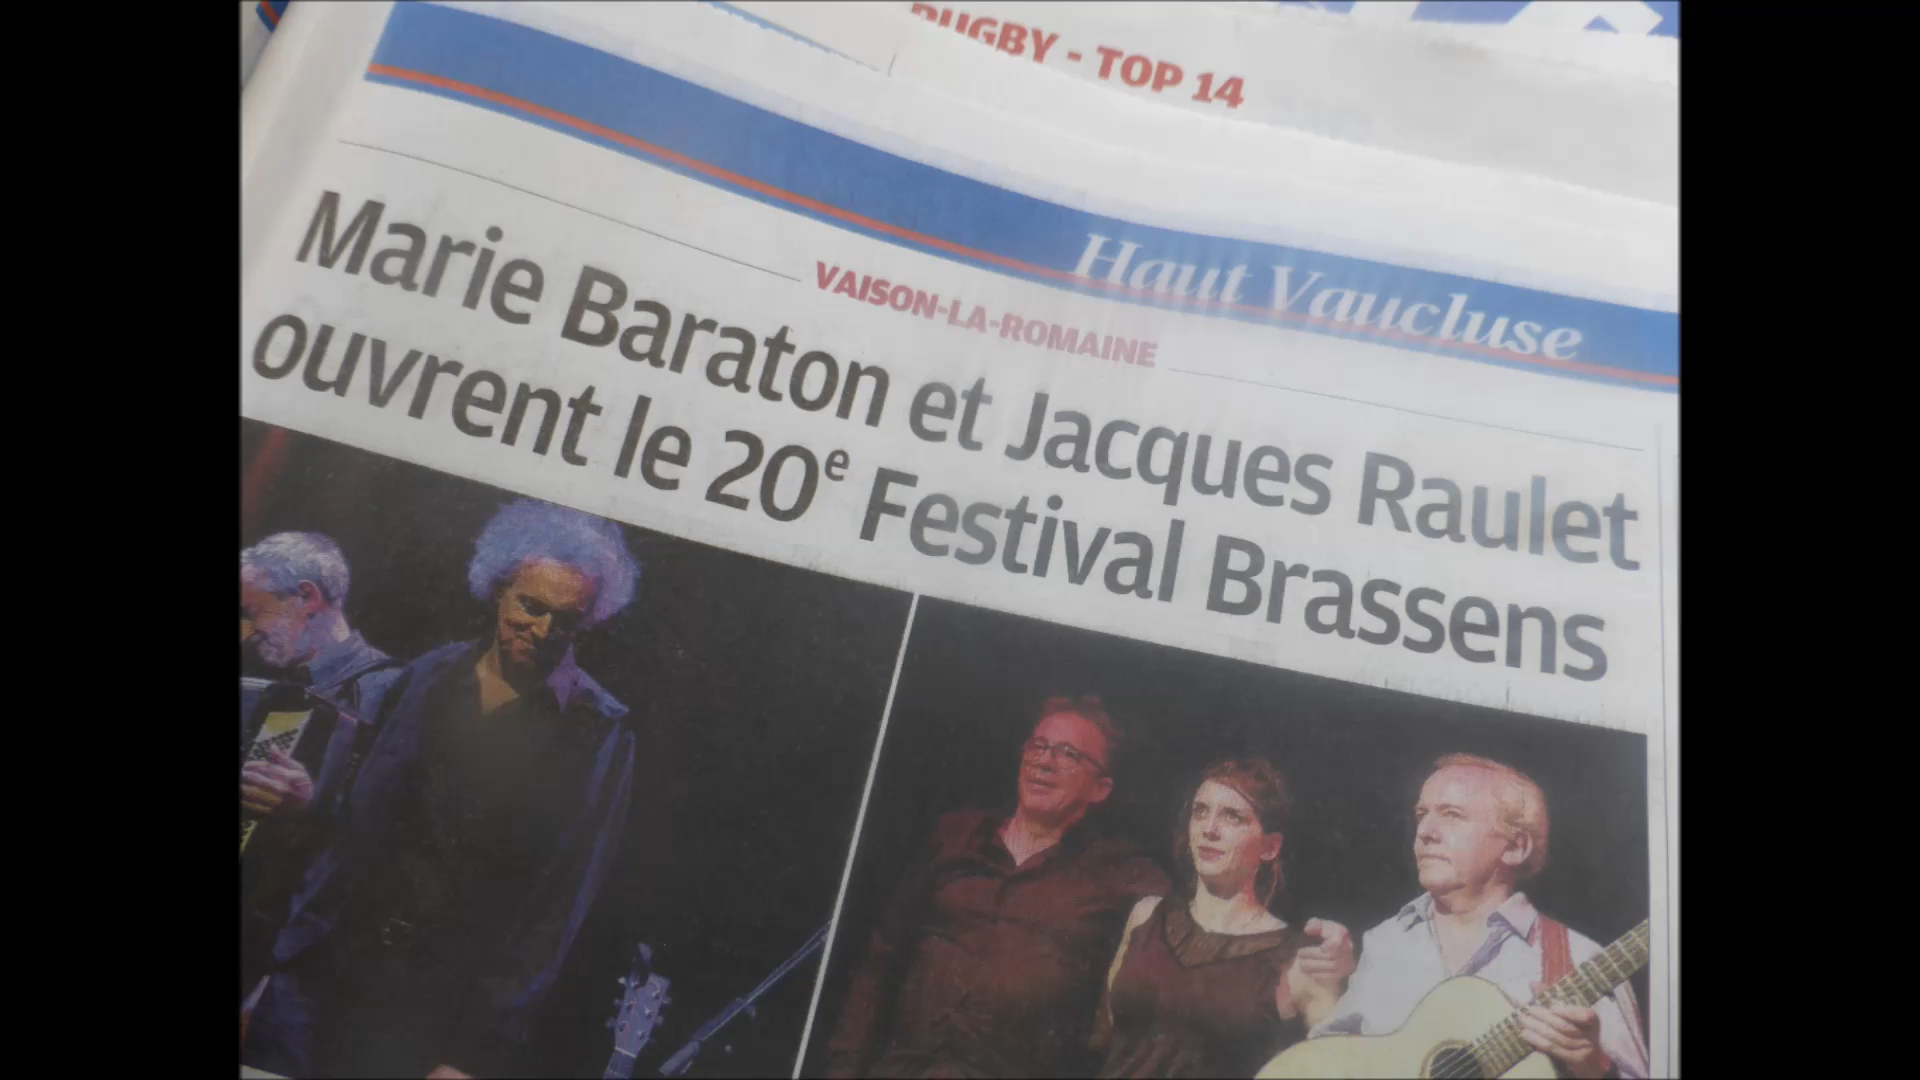 RUGBY - TOP 14
Haut Vaucluse
VAISON-LA-ROMAINE
Marie Baraton et Jacques Raulet
ouvrent le 20e Festival Brassens